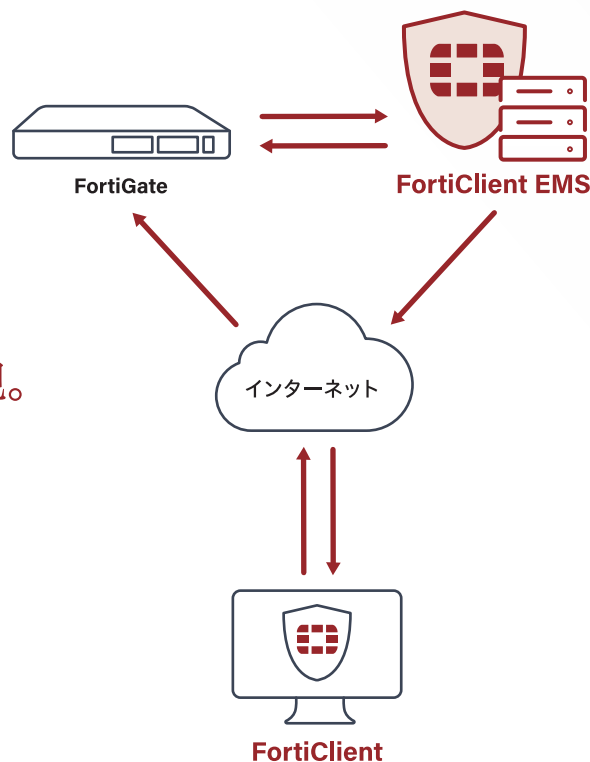 FortiGate
FortiClient EMS
インターネット
。
FortiClient